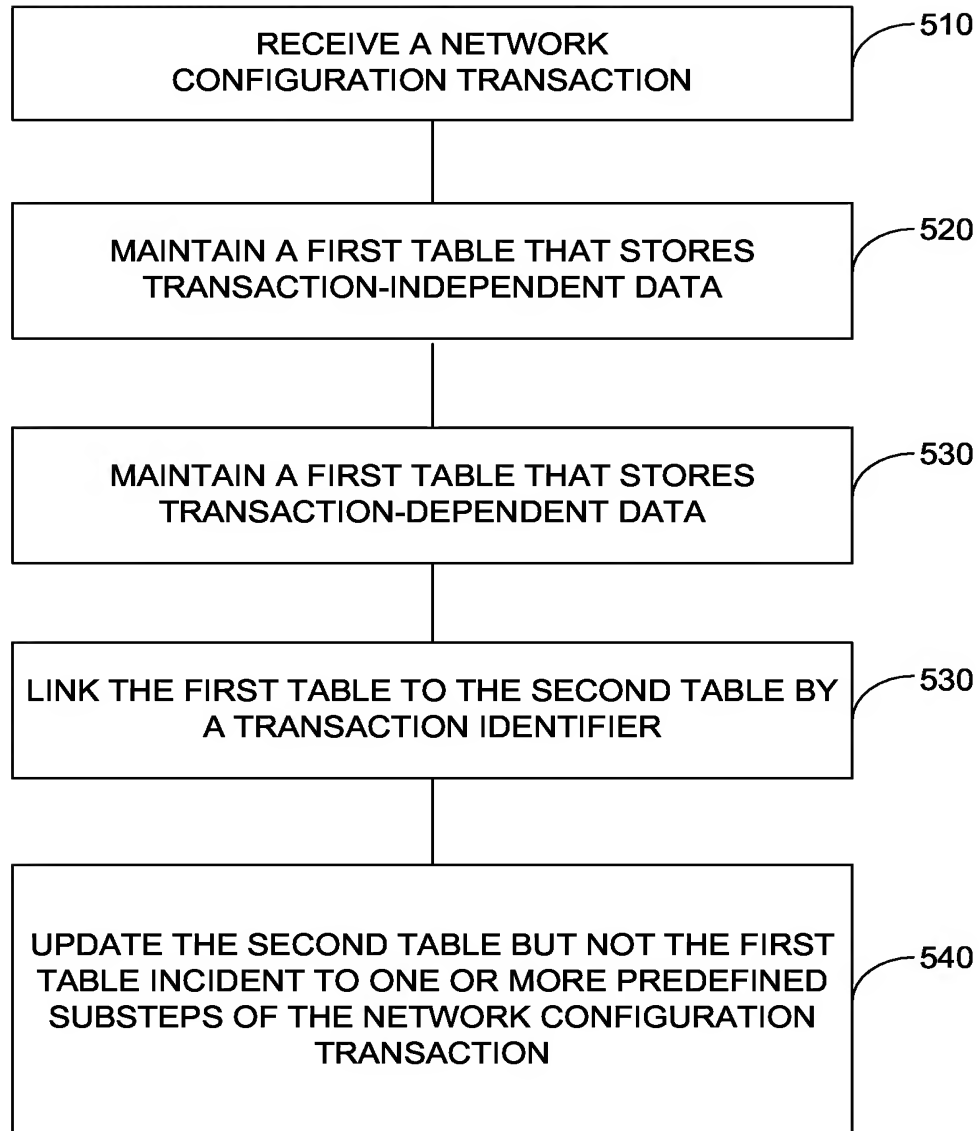 RECEIVE A NETWORK
CONFIGURATION TRANSACTION
510
MAINTAIN A FIRST TABLE THAT STORES
TRANSACTION-INDEPENDENT DATA
520
MAINTAIN A FIRST TABLE THAT STORES
TRANSACTION-DEPENDENT DATA
530
LINK THE FIRST TABLE TO THE SECOND TABLE BY
A TRANSACTION IDENTIFIER
530
UPDATE THE SECOND TABLE BUT NOT THE FIRST
TABLE INCIDENT TO ONE OR MORE PREDEFINED
SUBSTEPS OF THE NETWORK CONFIGURATION
TRANSACTION
540